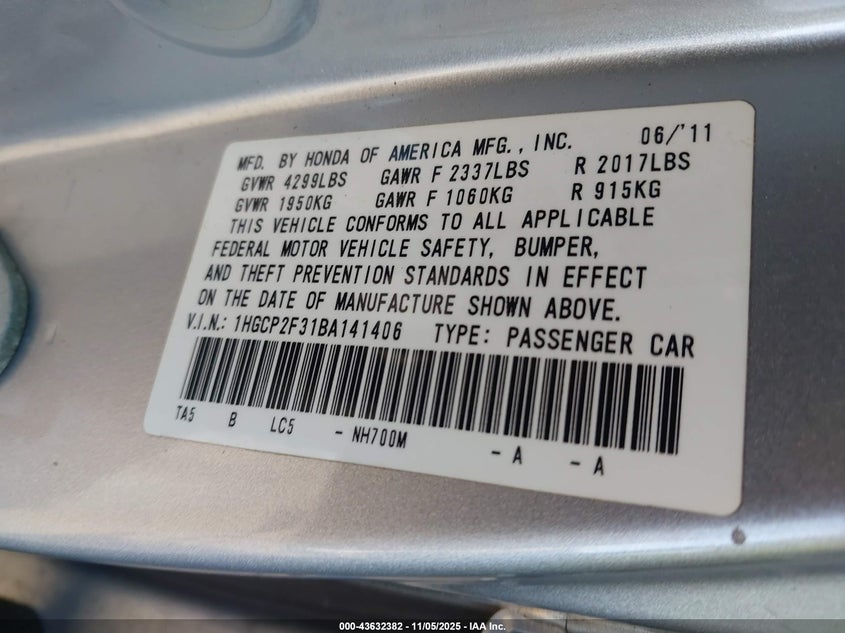 MFD. BY HONDA OF AMERICA MFG., INC. 06/'11
GVWR 4299LBS GAWR F 2337LBS R 2017LBS
GVWR 1950KG GAWR F 1060KG R 915KG
THIS VEHICLE CONFORMS TO ALL APPLICABLE
FEDERAL MOTOR VEHICLE SAFETY, BUMPER,
AND THEFT PREVENTION STANDARDS IN EFFECT
ON THE DATE OF MANUFACTURE SHOWN ABOVE.
V.I.N.: 1HGCP2F31BA141406 TYPE: PASSENGER CAR
TA5 B LC5 - NH700M - A - A
000-43632382 - 11/05/2025 - IAA Inc.